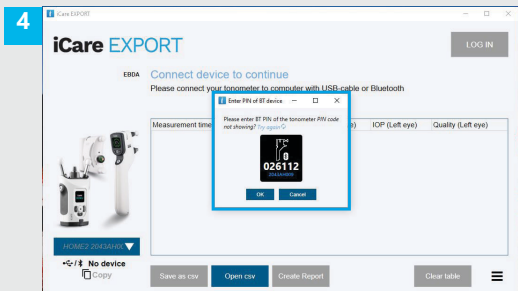 4
iCare EXPORT
iCare EXPORT
LOG IN
EBDA
Connect device to continue
Please connect your tonometer to computer with USB-cable or Bluetooth
Enter PIN of BT device
Please enter BT PIN of the tonometer PIN code
not showing? Try again
026112
2043AH009
OK
Cancel
Measurement time
IOP (Left eye)
Quality (Left eye)
HOME2 2043AH00
No device
Copy
Save as csv
Open csv
Create Report
Clear table